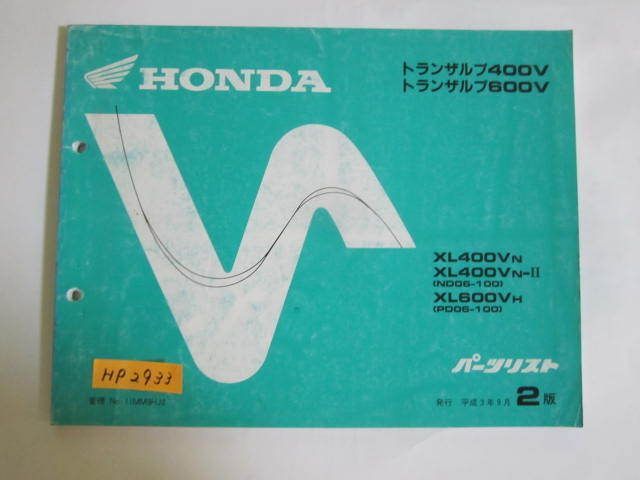 HONDA
トランザルプ400V
トランザルプ600V
XL400VN
XL400VN-II
(ND06-100)
XL600VH
(PD06-100)
パーツリスト
HP2933
発行 平成3年9月 2版